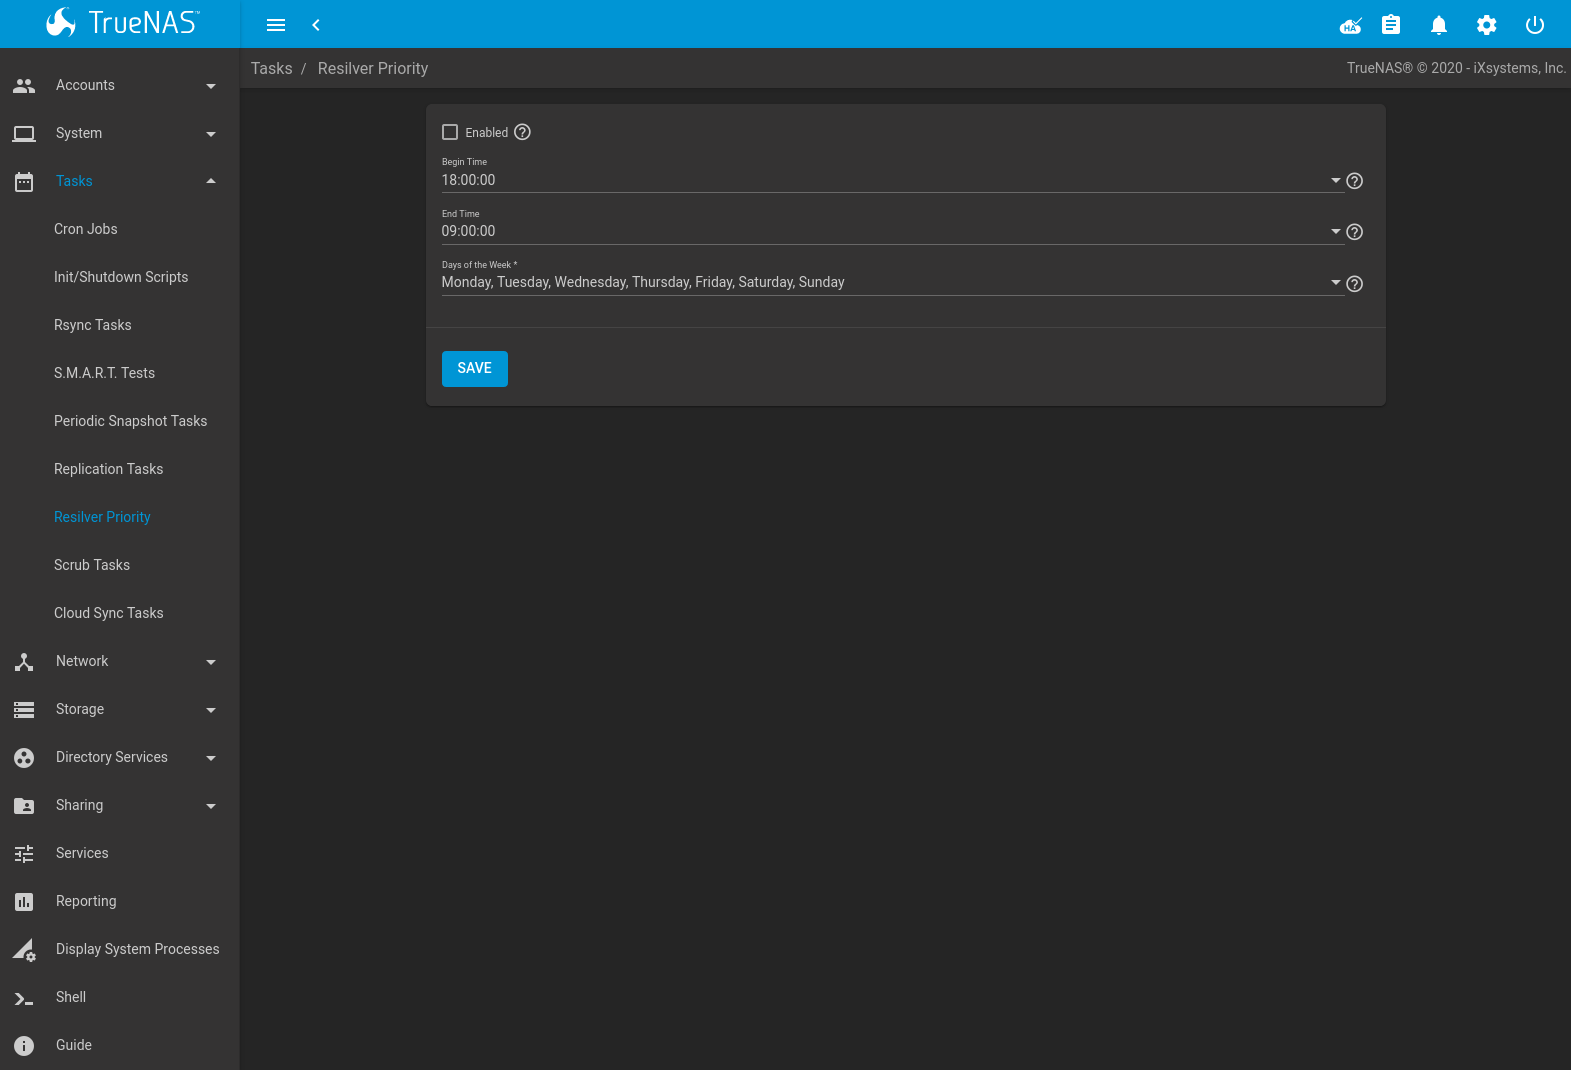 TrueNAS™
HA
Tasks / Resilver Priority
TrueNAS® © 2020 - iXsystems, Inc.
Accounts
System
Tasks
Cron Jobs
Init/Shutdown Scripts
Rsync Tasks
S.M.A.R.T. Tests
Periodic Snapshot Tasks
Replication Tasks
Resilver Priority
Scrub Tasks
Cloud Sync Tasks
Network
Storage
Directory Services
Sharing
Services
Reporting
Display System Processes
Shell
Guide
Enabled
Begin Time
18:00:00
End Time
09:00:00
Days of the Week *
Monday, Tuesday, Wednesday, Thursday, Friday, Saturday, Sunday
SAVE